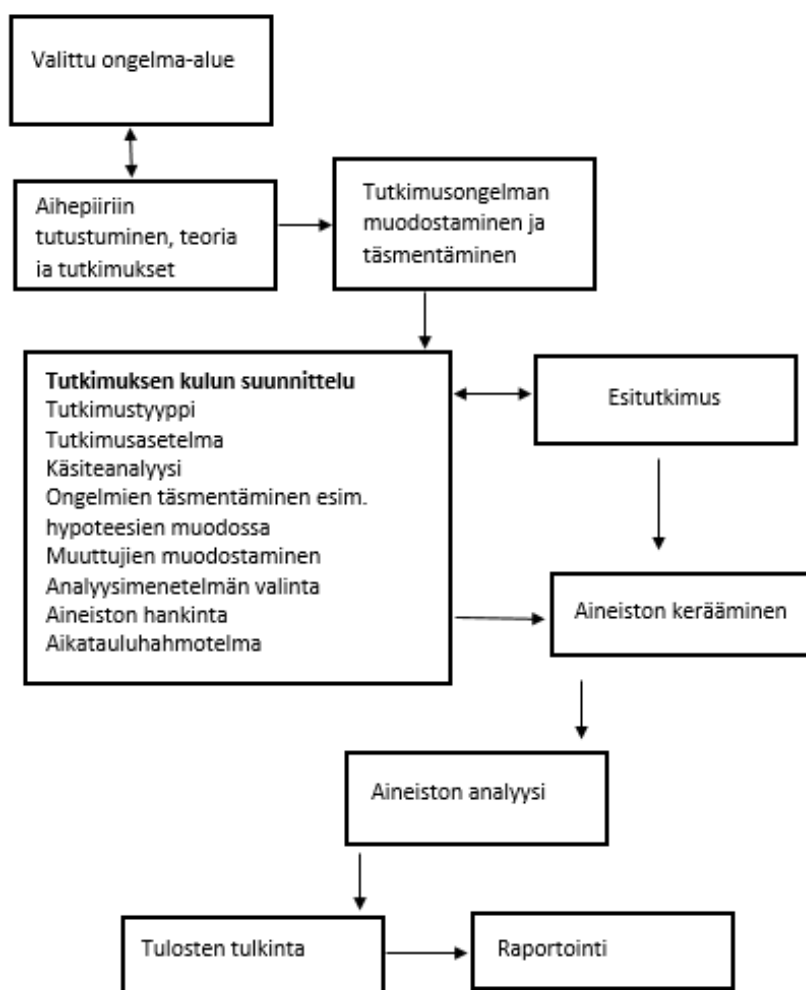 Valittu ongelma-alue
Aihepiiriin
tutustuminen, teoria
ia tutkimukset
Tutkimusongelman
muodostaminen ja
täsmentäminen
Tutkimuksen kulun suunnittelu
Tutkimustyyppi
Tutkimusasetelma
Käsiteanalyysi
Ongelmien täsmentäminen esim.
hypoteesien muodossa
Muuttujien muodostaminen
Analyysimenetelmän valinta
Aineiston hankinta
Aikatauluhahmotelma
Esitutkimus
Aineiston kerääminen
Aineiston analyysi
Tulosten tulkinta
Raportointi